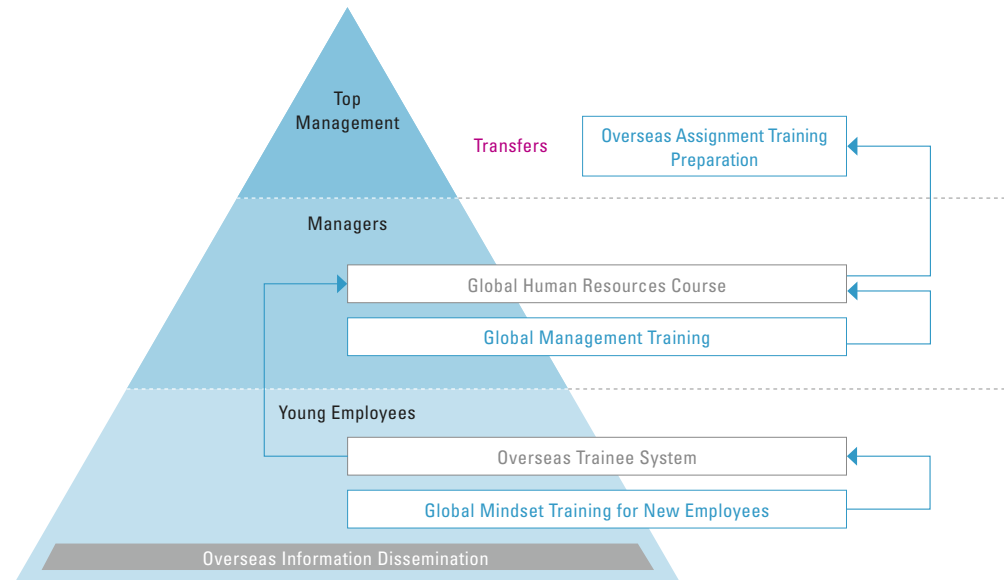 Top
Management
Transfers
Overseas Assignment Training
Preparation
Managers
Global Human Resources Course
Global Management Training
Young Employees
Overseas Trainee System
Global Mindset Training for New Employees
Overseas Information Dissemination